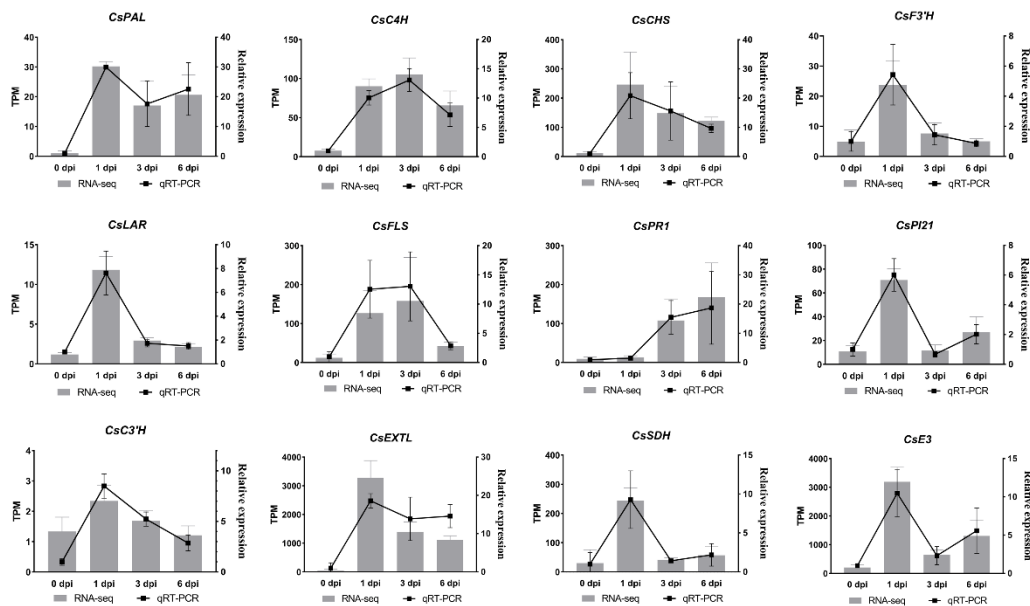 CsPAL
TPM
40
30
20
10
0
0 dpi 1 dpi 3 dpi 6 dpi
40
30
20
10
0
Relative expression
RNA-seq qRT-PCR
CsC4H
TPM
150
100
50
0
0 dpi 1 dpi 3 dpi 6 dpi
20
15
10
5
0
Relative expression
RNA-seq qRT-PCR
CsCHS
TPM
400
300
200
100
0
0 dpi 1 dpi 3 dpi 6 dpi
40
30
20
10
0
Relative expression
RNA-seq qRT-PCR
CsF3'H
TPM
40
30
20
10
0
0 dpi 1 dpi 3 dpi 6 dpi
8
6
4
2
0
Relative expression
RNA-seq qRT-PCR
CsLAR
TPM
15
10
5
0
0 dpi 1 dpi 3 dpi 6 dpi
10
8
6
4
2
0
Relative expression
RNA-seq qRT-PCR
CsFLS
TPM
300
200
100
0
0 dpi 1 dpi 3 dpi 6 dpi
20
15
10
5
0
Relative expression
RNA-seq qRT-PCR
CsPR1
TPM
300
200
100
0
0 dpi 1 dpi 3 dpi 6 dpi
40
30
20
10
0
Relative expression
RNA-seq qRT-PCR
CsPI21
TPM
100
80
60
40
20
0
0 dpi 1 dpi 3 dpi 6 dpi
8
6
4
2
0
Relative expression
RNA-seq qRT-PCR
CsC3'H
TPM
4
3
2
1
0
0 dpi 1 dpi 3 dpi 6 dpi
10
5
0
Relative expression
RNA-seq qRT-PCR
CsEXTL
TPM
4000
3000
2000
1000
0
0 dpi 1 dpi 3 dpi 6 dpi
30
20
10
0
Relative expression
RNA-seq qRT-PCR
CsSDH
TPM
400
300
200
100
0
0 dpi 1 dpi 3 dpi 6 dpi
15
10
5
0
Relative expression
RNA-seq qRT-PCR
CsE3
TPM
4000
3000
2000
1000
0
0 dpi 1 dpi 3 dpi 6 dpi
15
10
5
0
Relative expression
RNA-seq qRT-PCR